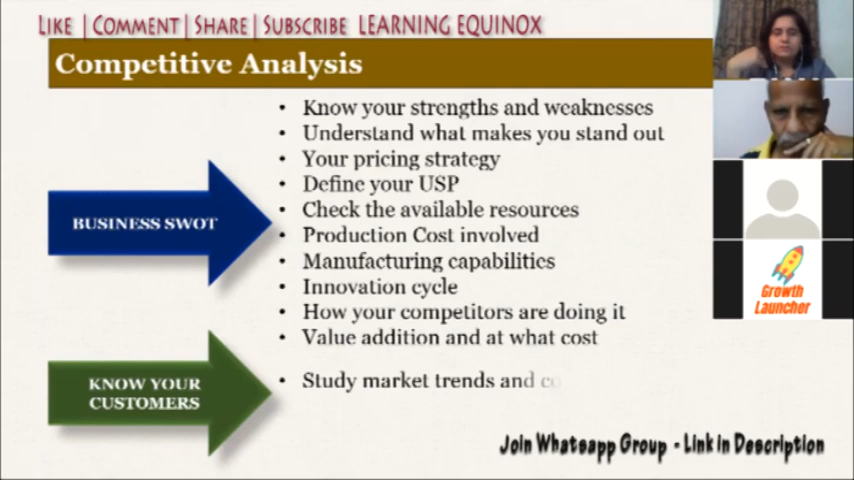 LIKE | COMMENT | SHARE | SUBSCRIBE LEARNING EQUINOX
Competitive Analysis
• Know your strengths and weaknesses
• Understand what makes you stand out
• Your pricing strategy
• Define your USP
• Check the available resources
• Production Cost involved
• Manufacturing capabilities
• Innovation cycle
• How your competitors are doing it
• Value addition and at what cost
BUSINESS SWOT
• Study market trends and co
KNOW YOUR
CUSTOMERS
Growth
Launcher
Join Whatsapp Group - Link in Description